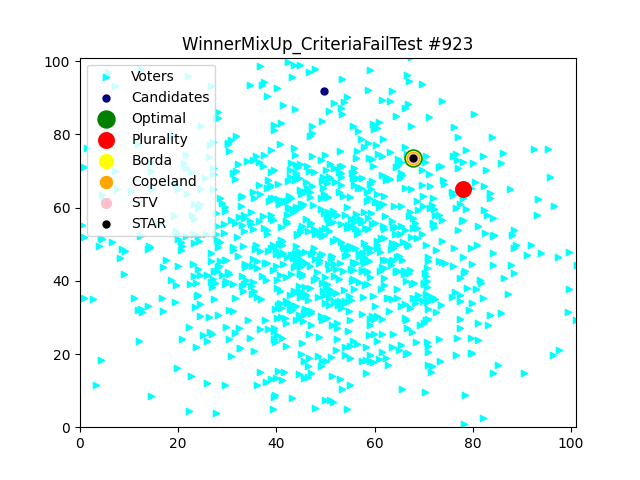 WinnerMixUp_CriteriaFailTest #923
100
80
60
40
20
0
0
20
40
60
80
100
Voters
Candidates
Optimal
Plurality
Borda
Copeland
STV
STAR